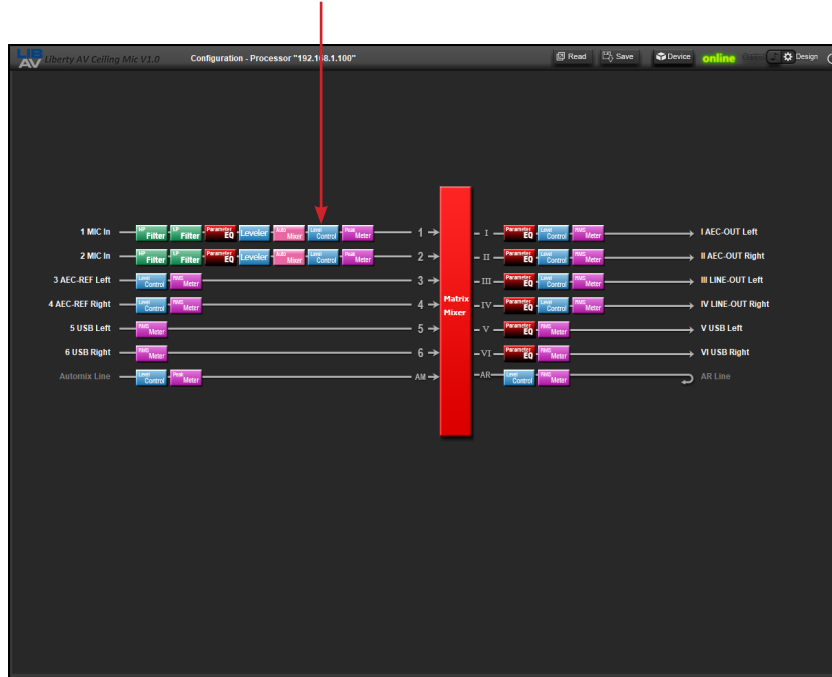 LIB AV Liberty AV Ceiling Mic V1.0 Configuration - Processor "192.168.1.100" Read Save Device online Design
1 MIC In HP Filter LP Filter Parameter EQ Leveler Auto Mixer Level Control Peak Meter 1 I Parameter EQ Level Control RMS Meter I AEC-OUT Left
2 MIC In HP Filter LP Filter Parameter EQ Leveler Auto Mixer Level Control Peak Meter 2 II Parameter EQ Level Control RMS Meter II AEC-OUT Right
3 AEC-REF Left Level Control RMS Meter 3 III Parameter EQ Level Control RMS Meter III LINE-OUT Left
4 AEC-REF Right Level Control RMS Meter 4 Matrix Mixer IV Parameter EQ Level Control RMS Meter IV LINE-OUT Right
5 USB Left RMS Meter 5 V Parameter EQ RMS Meter V USB Left
6 USB Right RMS Meter 6 VI Parameter EQ RMS Meter VI USB Right
Automix Line Level Control Peak Meter AM AR Level Control RMS Meter AR Line